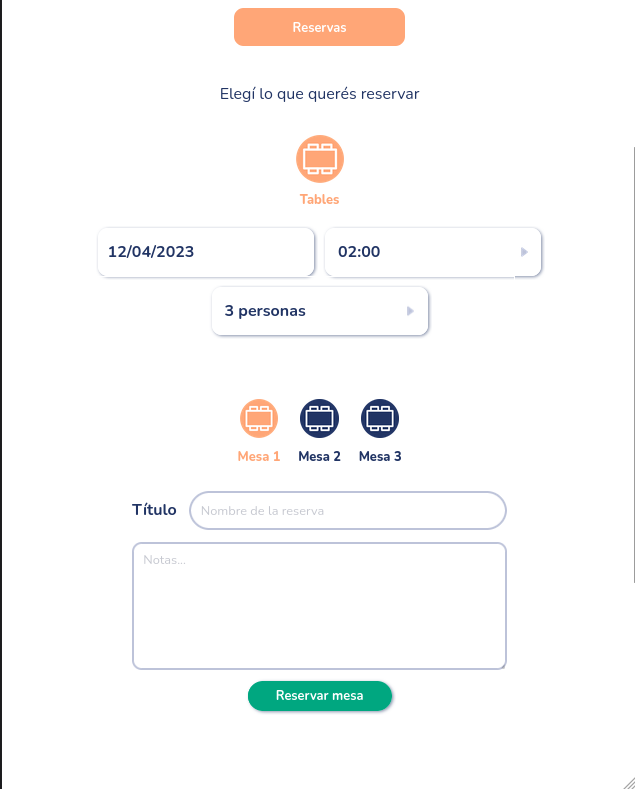 Reservas
Elegí lo que querés reservar
Tables
12/04/2023
02:00
3 personas
Mesa 1
Mesa 2
Mesa 3
Título
Nombre de la reserva
Notas...
Reservar mesa